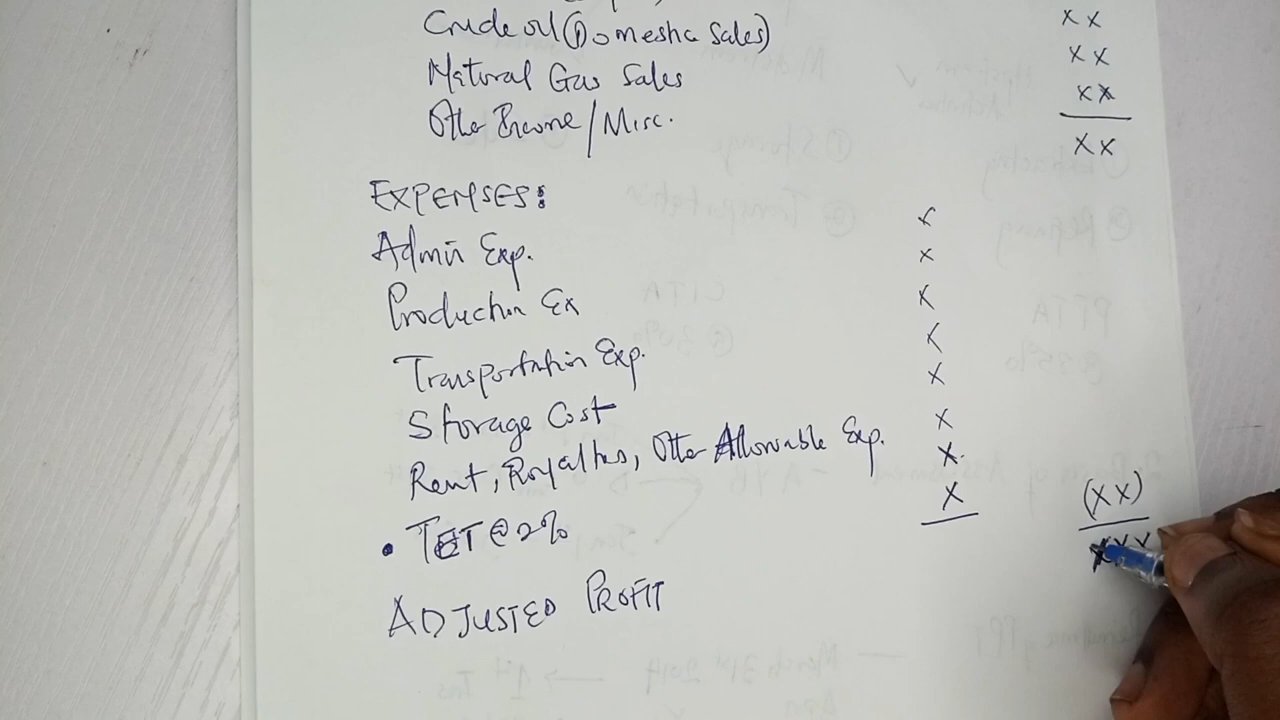 Crude oil (Domestic Sales) xx
Natural Gas Sales xx
Other Income/Misc. xx
xx
EXPENSES:
Admin Exp. x
Production Ex x
Transportation Exp. x
Storage Cost x
Rent, Royalties, Other Allowable Exp. x
• TET @ 2% x (xx)
ADJUSTED PROFIT xxx